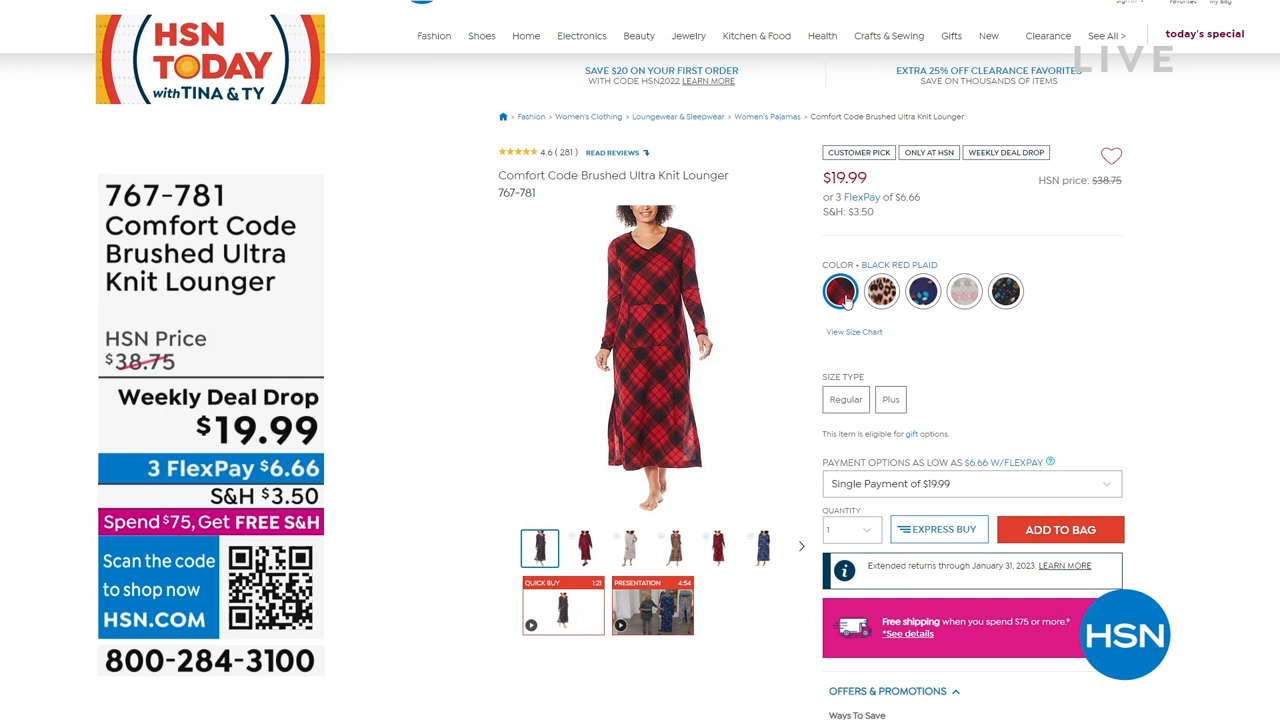 Sign In
Favorites
My Bag
HSN
TODAY
with TINA & TY
Fashion
Shoes
Home
Electronics
Beauty
Jewelry
Kitchen & Food
Health
Crafts & Sewing
Gifts
New
Clearance
See All >
today's special
LIVE
SAVE $20 ON YOUR FIRST ORDER
WITH CODE HSN2022 LEARN MORE
EXTRA 25% OFF CLEARANCE FAVORITES
SAVE ON THOUSANDS OF ITEMS
> Fashion > Women's Clothing > Loungewear & Sleepwear > Women's Pajamas > Comfort Code Brushed Ultra Knit Lounger
4.6 ( 281 ) READ REVIEWS
Comfort Code Brushed Ultra Knit Lounger
767-781
CUSTOMER PICK
ONLY AT HSN
WEEKLY DEAL DROP
$19.99
HSN price: $38.75
or 3 FlexPay of $6.66
S&H: $3.50
COLOR • BLACK RED PLAID
View Size Chart
SIZE TYPE
Regular
Plus
This item is eligible for gift options.
PAYMENT OPTIONS AS LOW AS $6.66 W/FLEXPAY ?
Single Payment of $19.99
QUANTITY
1
EXPRESS BUY
ADD TO BAG
Extended returns through January 31, 2023. LEARN MORE
Free shipping when you spend $75 or more.*
*See details
HSN
OFFERS & PROMOTIONS
Ways To Save
QUICK BUY 1:21
PRESENTATION 4:54
767-781
Comfort Code
Brushed Ultra
Knit Lounger
HSN Price
$38.75
Weekly Deal Drop
$19.99
3 FlexPay $6.66
S&H $3.50
Spend $75, Get FREE S&H
Scan the code
to shop now
HSN.COM
800-284-3100